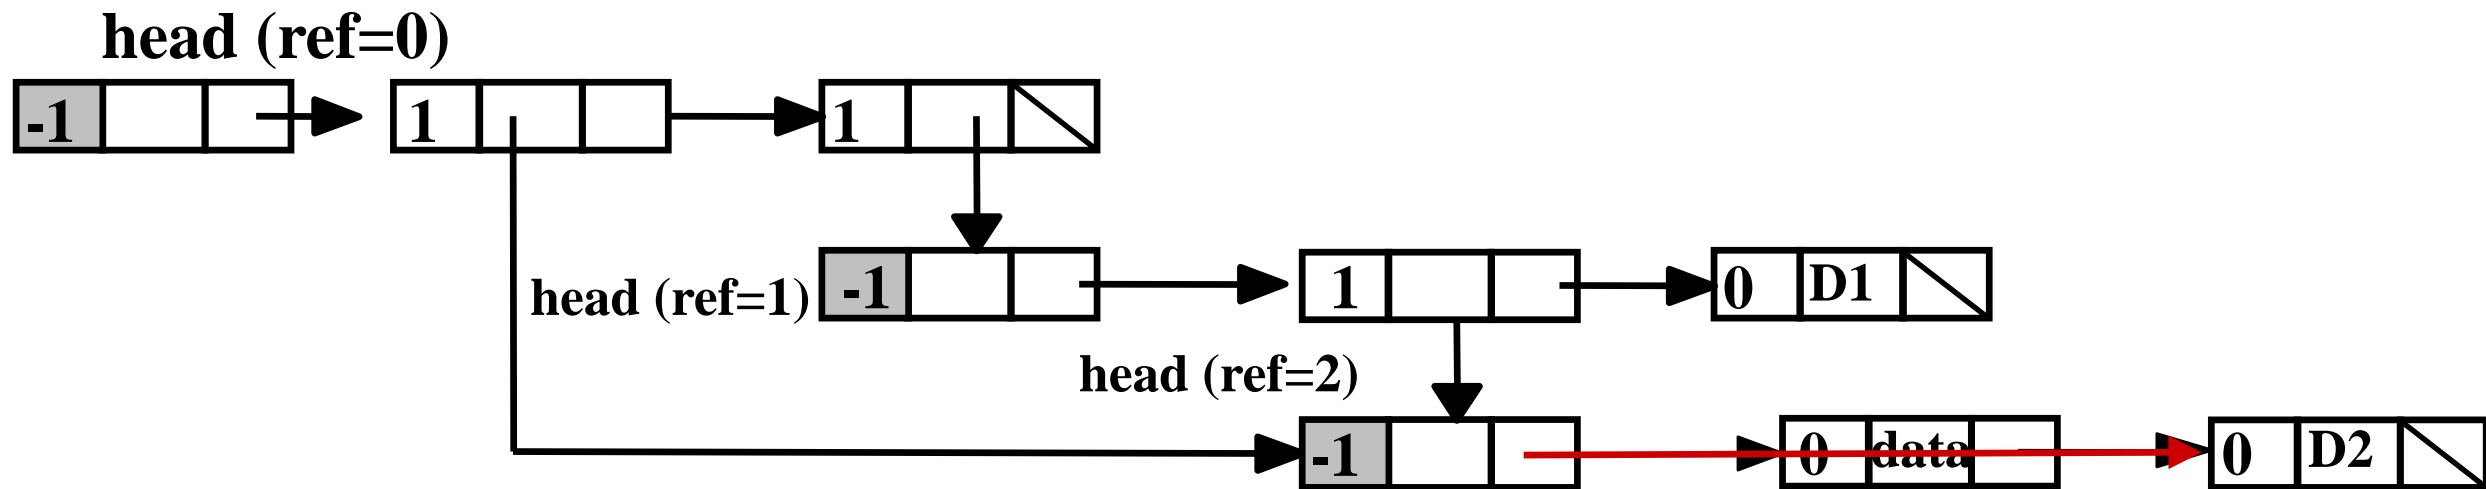 head (ref=0)
-1 1 1
head (ref=1) -1 1 0 D1
head (ref=2)
-1 0 data 0 D2